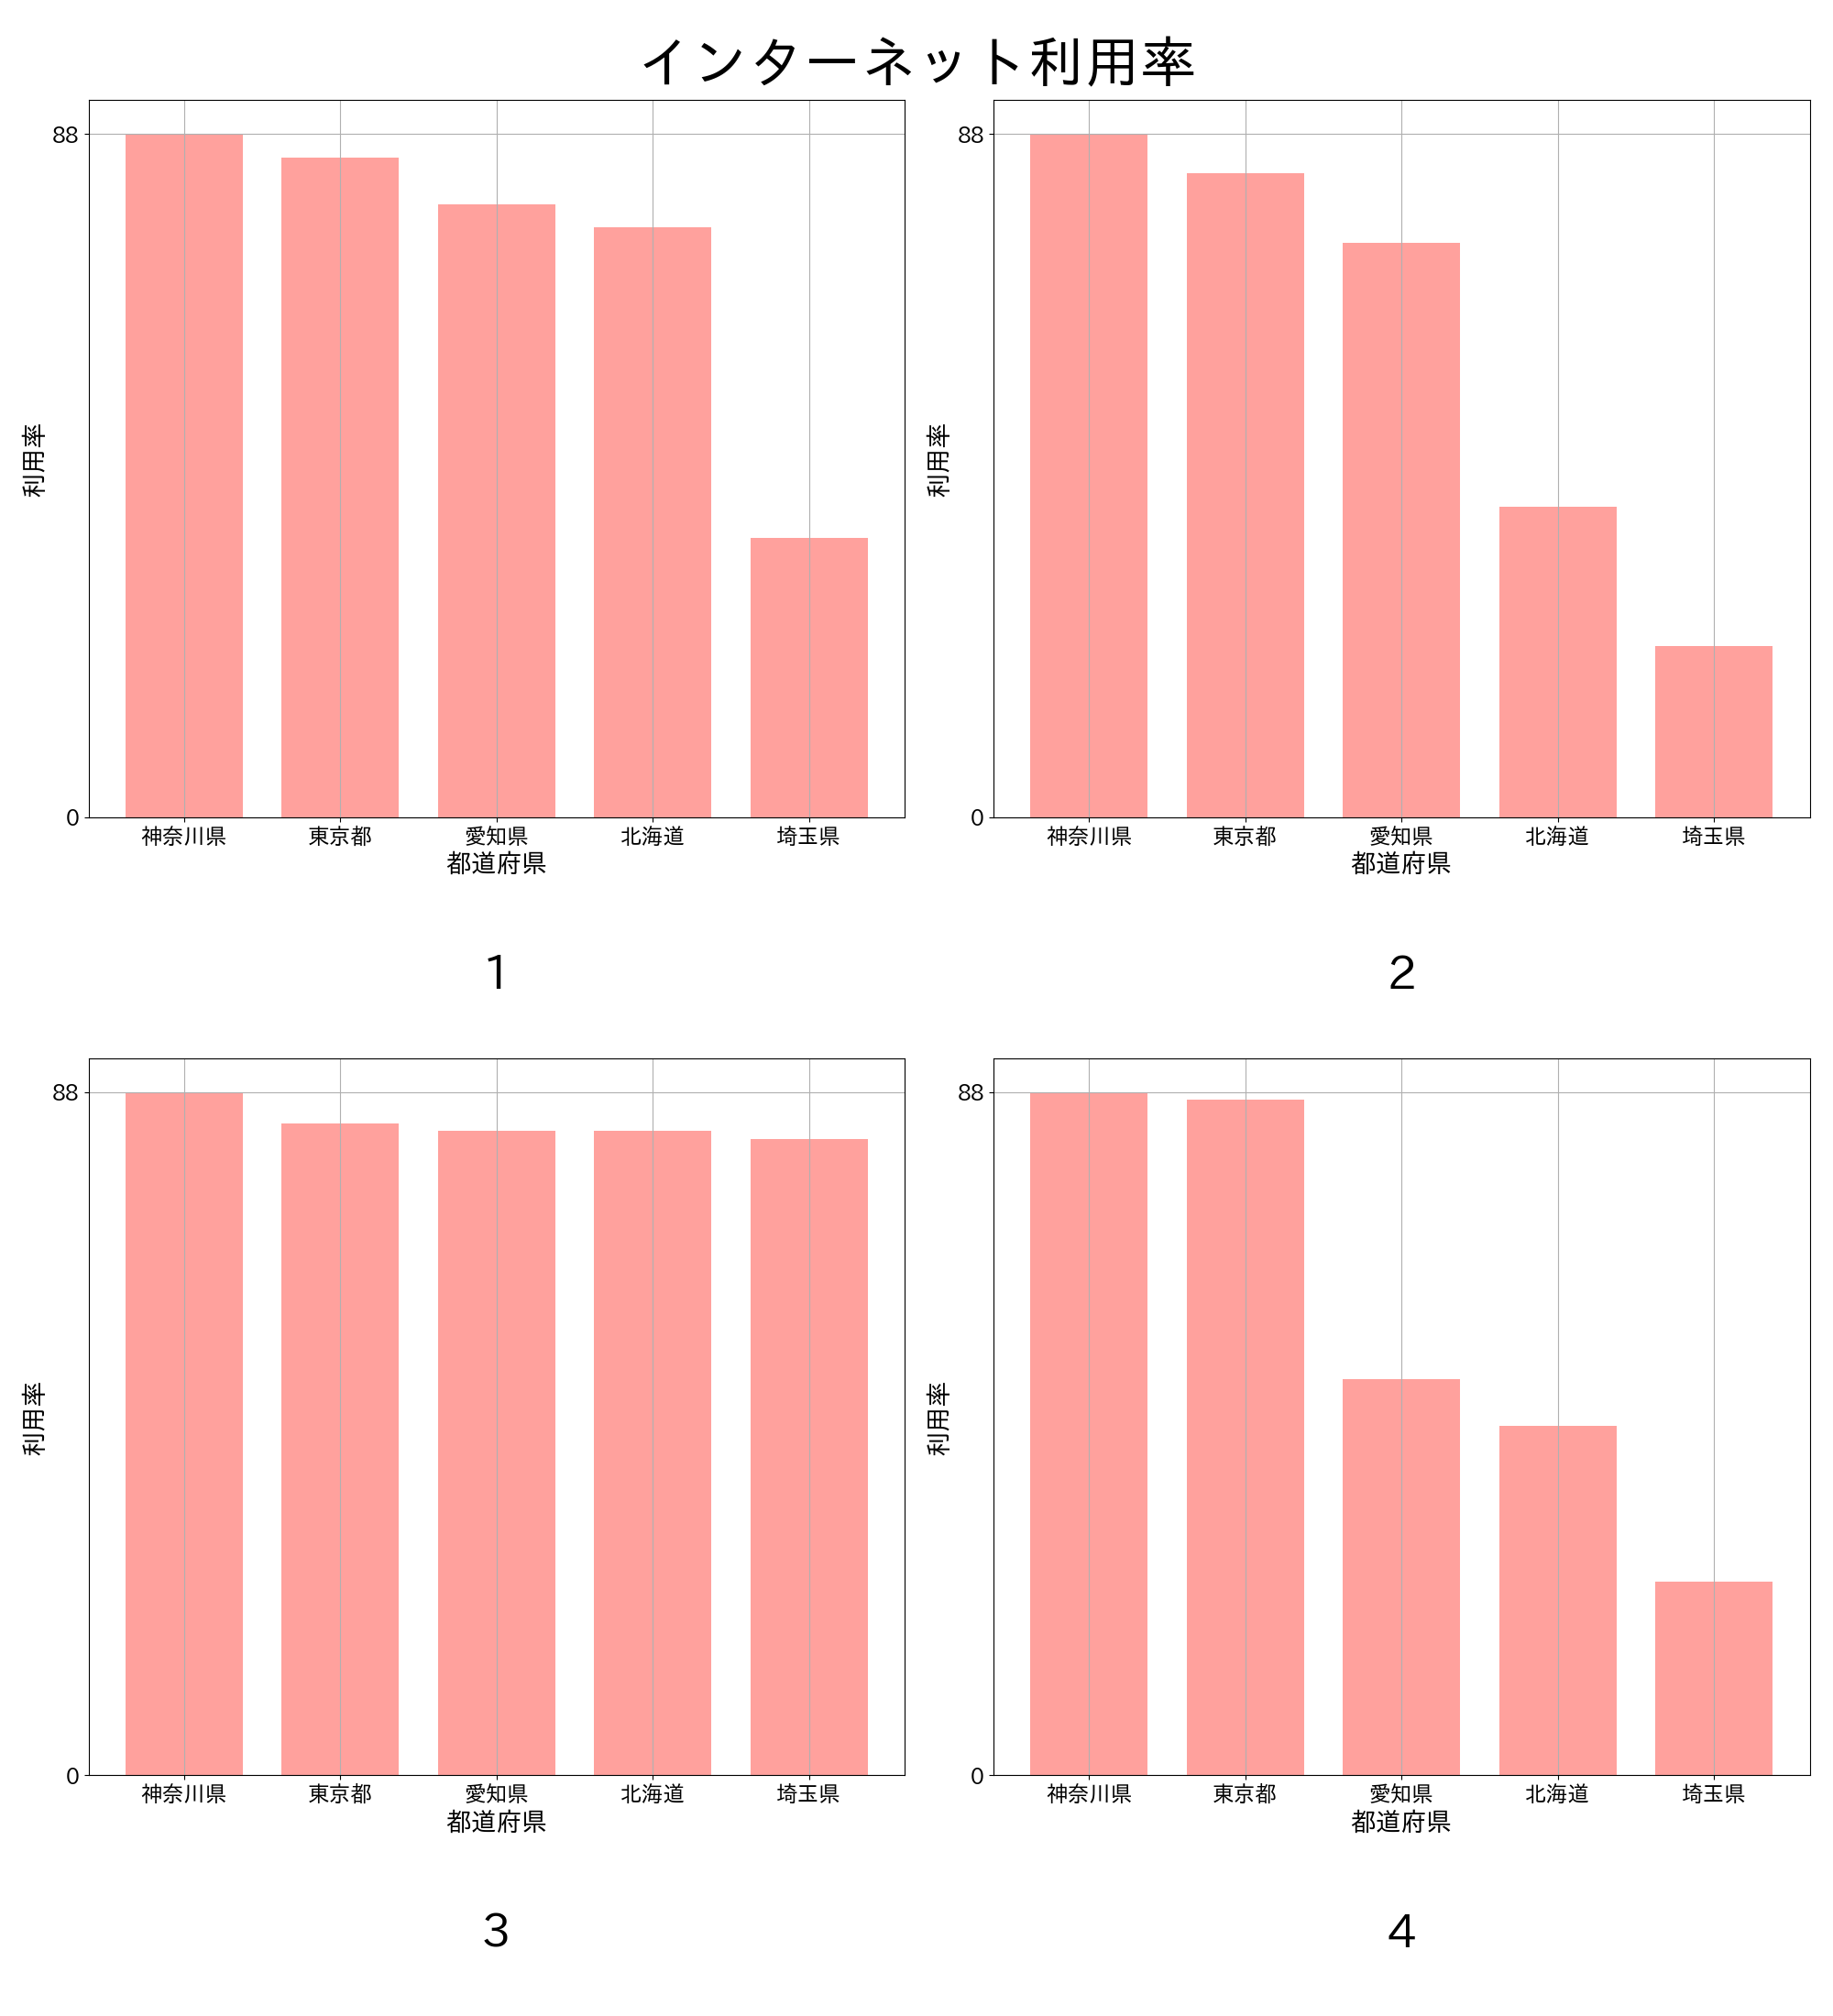 インターネット利用率
88
0
利用率
神奈川県 東京都 愛知県 北海道 埼玉県
都道府県
1
88
0
利用率
神奈川県 東京都 愛知県 北海道 埼玉県
都道府県
2
88
0
利用率
神奈川県 東京都 愛知県 北海道 埼玉県
都道府県
3
88
0
利用率
神奈川県 東京都 愛知県 北海道 埼玉県
都道府県
4